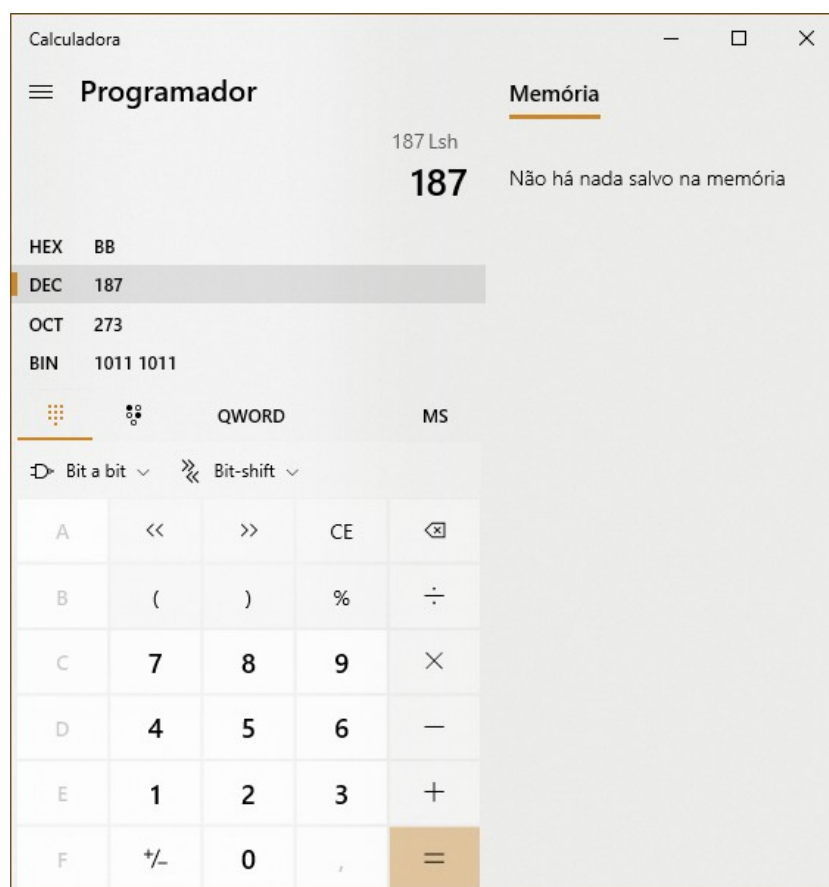 Calculadora
Programador
Memória
187 Lsh
187
Não há nada salvo na memória
HEX BB
DEC 187
OCT 273
BIN 1011 1011
QWORD MS
Bit a bit Bit-shift
A << >> CE
B ( ) % ÷
C 7 8 9 ×
D 4 5 6 −
E 1 2 3 +
F +/− 0 , =